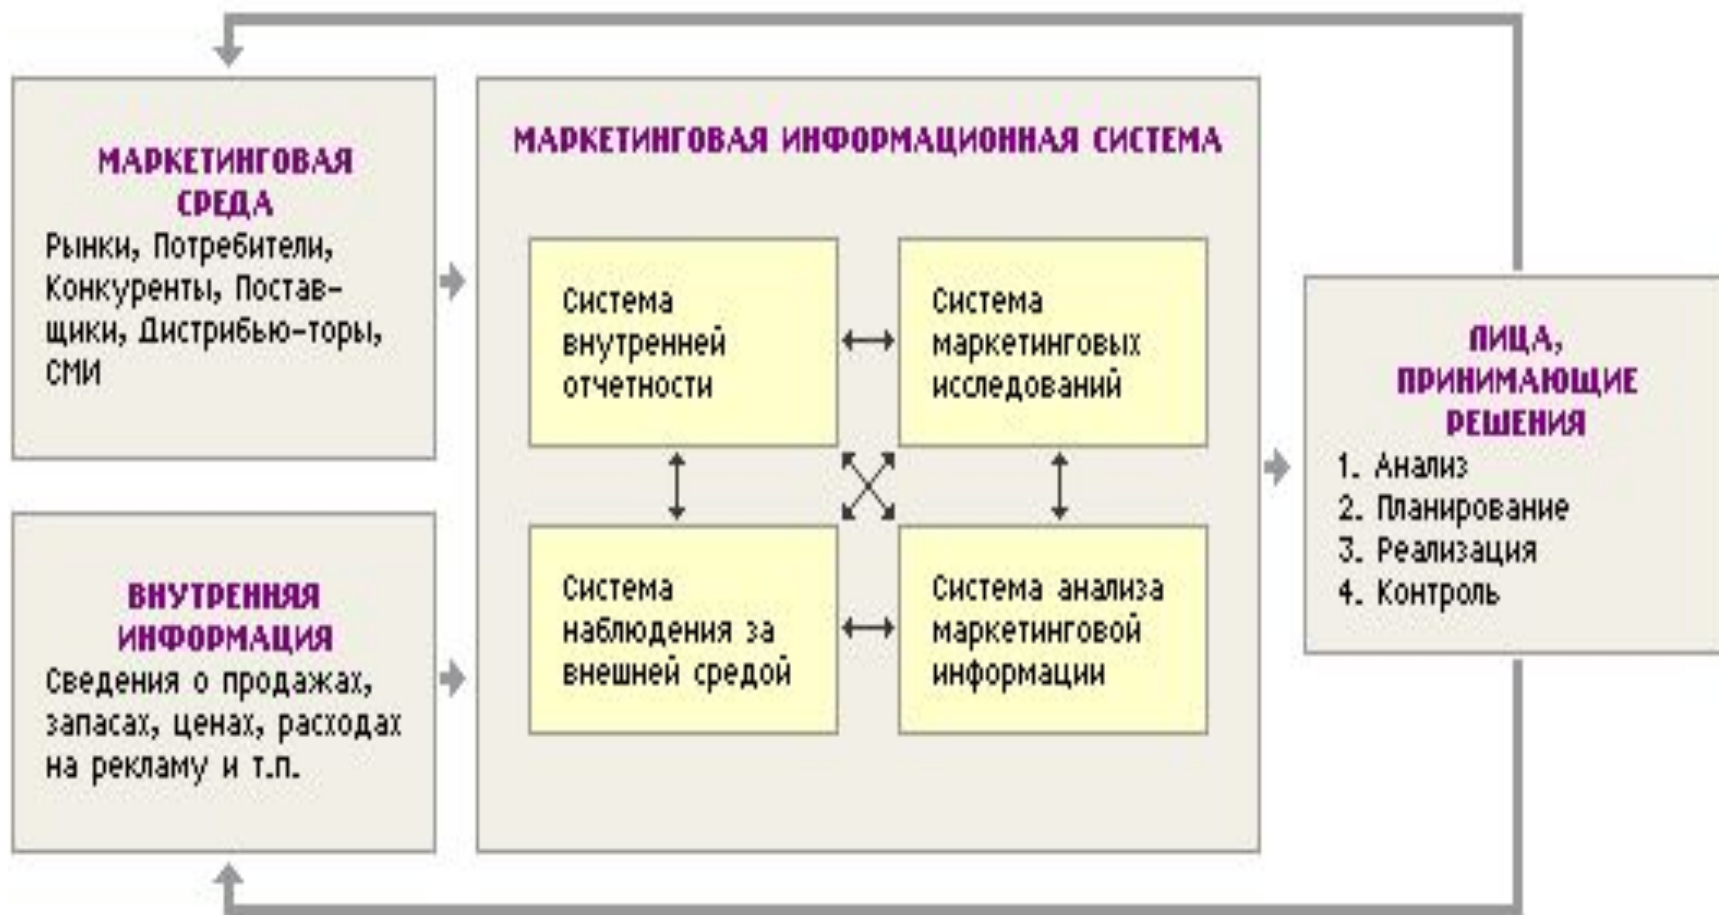 МАРКЕТИНГОВАЯ
СРЕДА
Рынки, Потребители,
Конкуренты, Постав-
щики, Дистрибью-торы,
СМИ
ВНУТРЕННЯЯ
ИНФОРМАЦИЯ
Сведения о продажах,
запасах, ценах, расходах
на рекламу и т.п.
МАРКЕТИНГОВАЯ ИНФОРМАЦИОННАЯ СИСТЕМА
Система
внутренней
отчетности
Система
маркетинговых
исследований
Система
наблюдения за
внешней средой
Система анализа
маркетинговой
информации
ЛИЦА,
ПРИНИМАЮЩИЕ
РЕШЕНИЯ
1. Анализ
2. Планирование
3. Реализация
4. Контроль